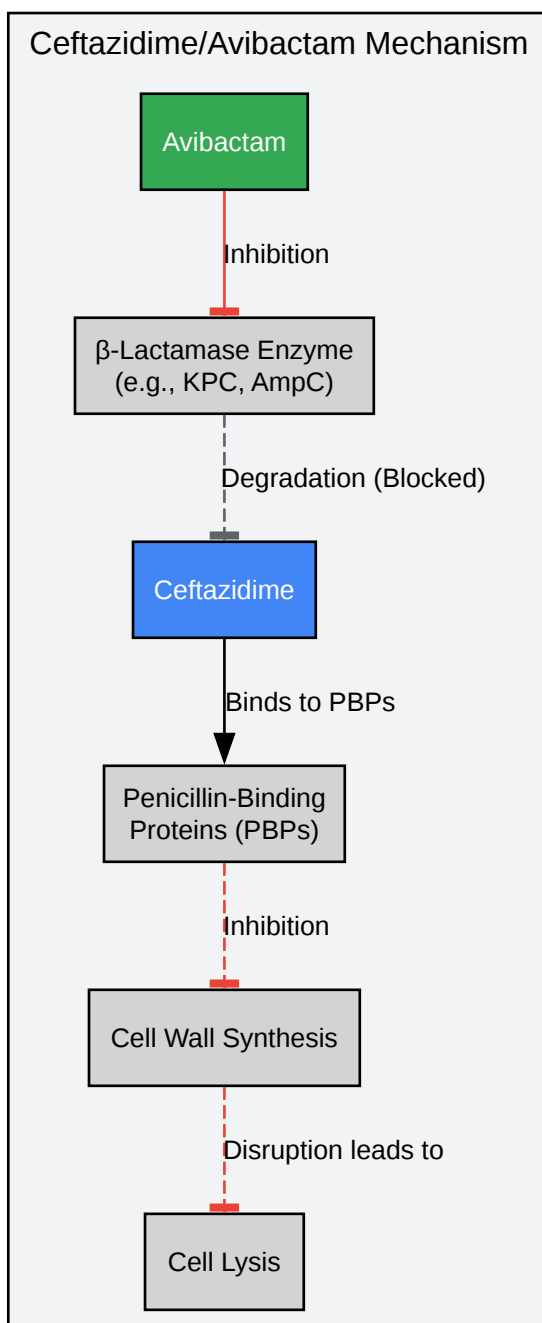 Ceftazidime/Avibactam Mechanism
Avibactam
Inhibition
β-Lactamase Enzyme
(e.g., KPC, AmpC)
Degradation (Blocked)
Ceftazidime
Binds to PBPs
Penicillin-Binding
Proteins (PBPs)
Inhibition
Cell Wall Synthesis
Disruption leads to
Cell Lysis